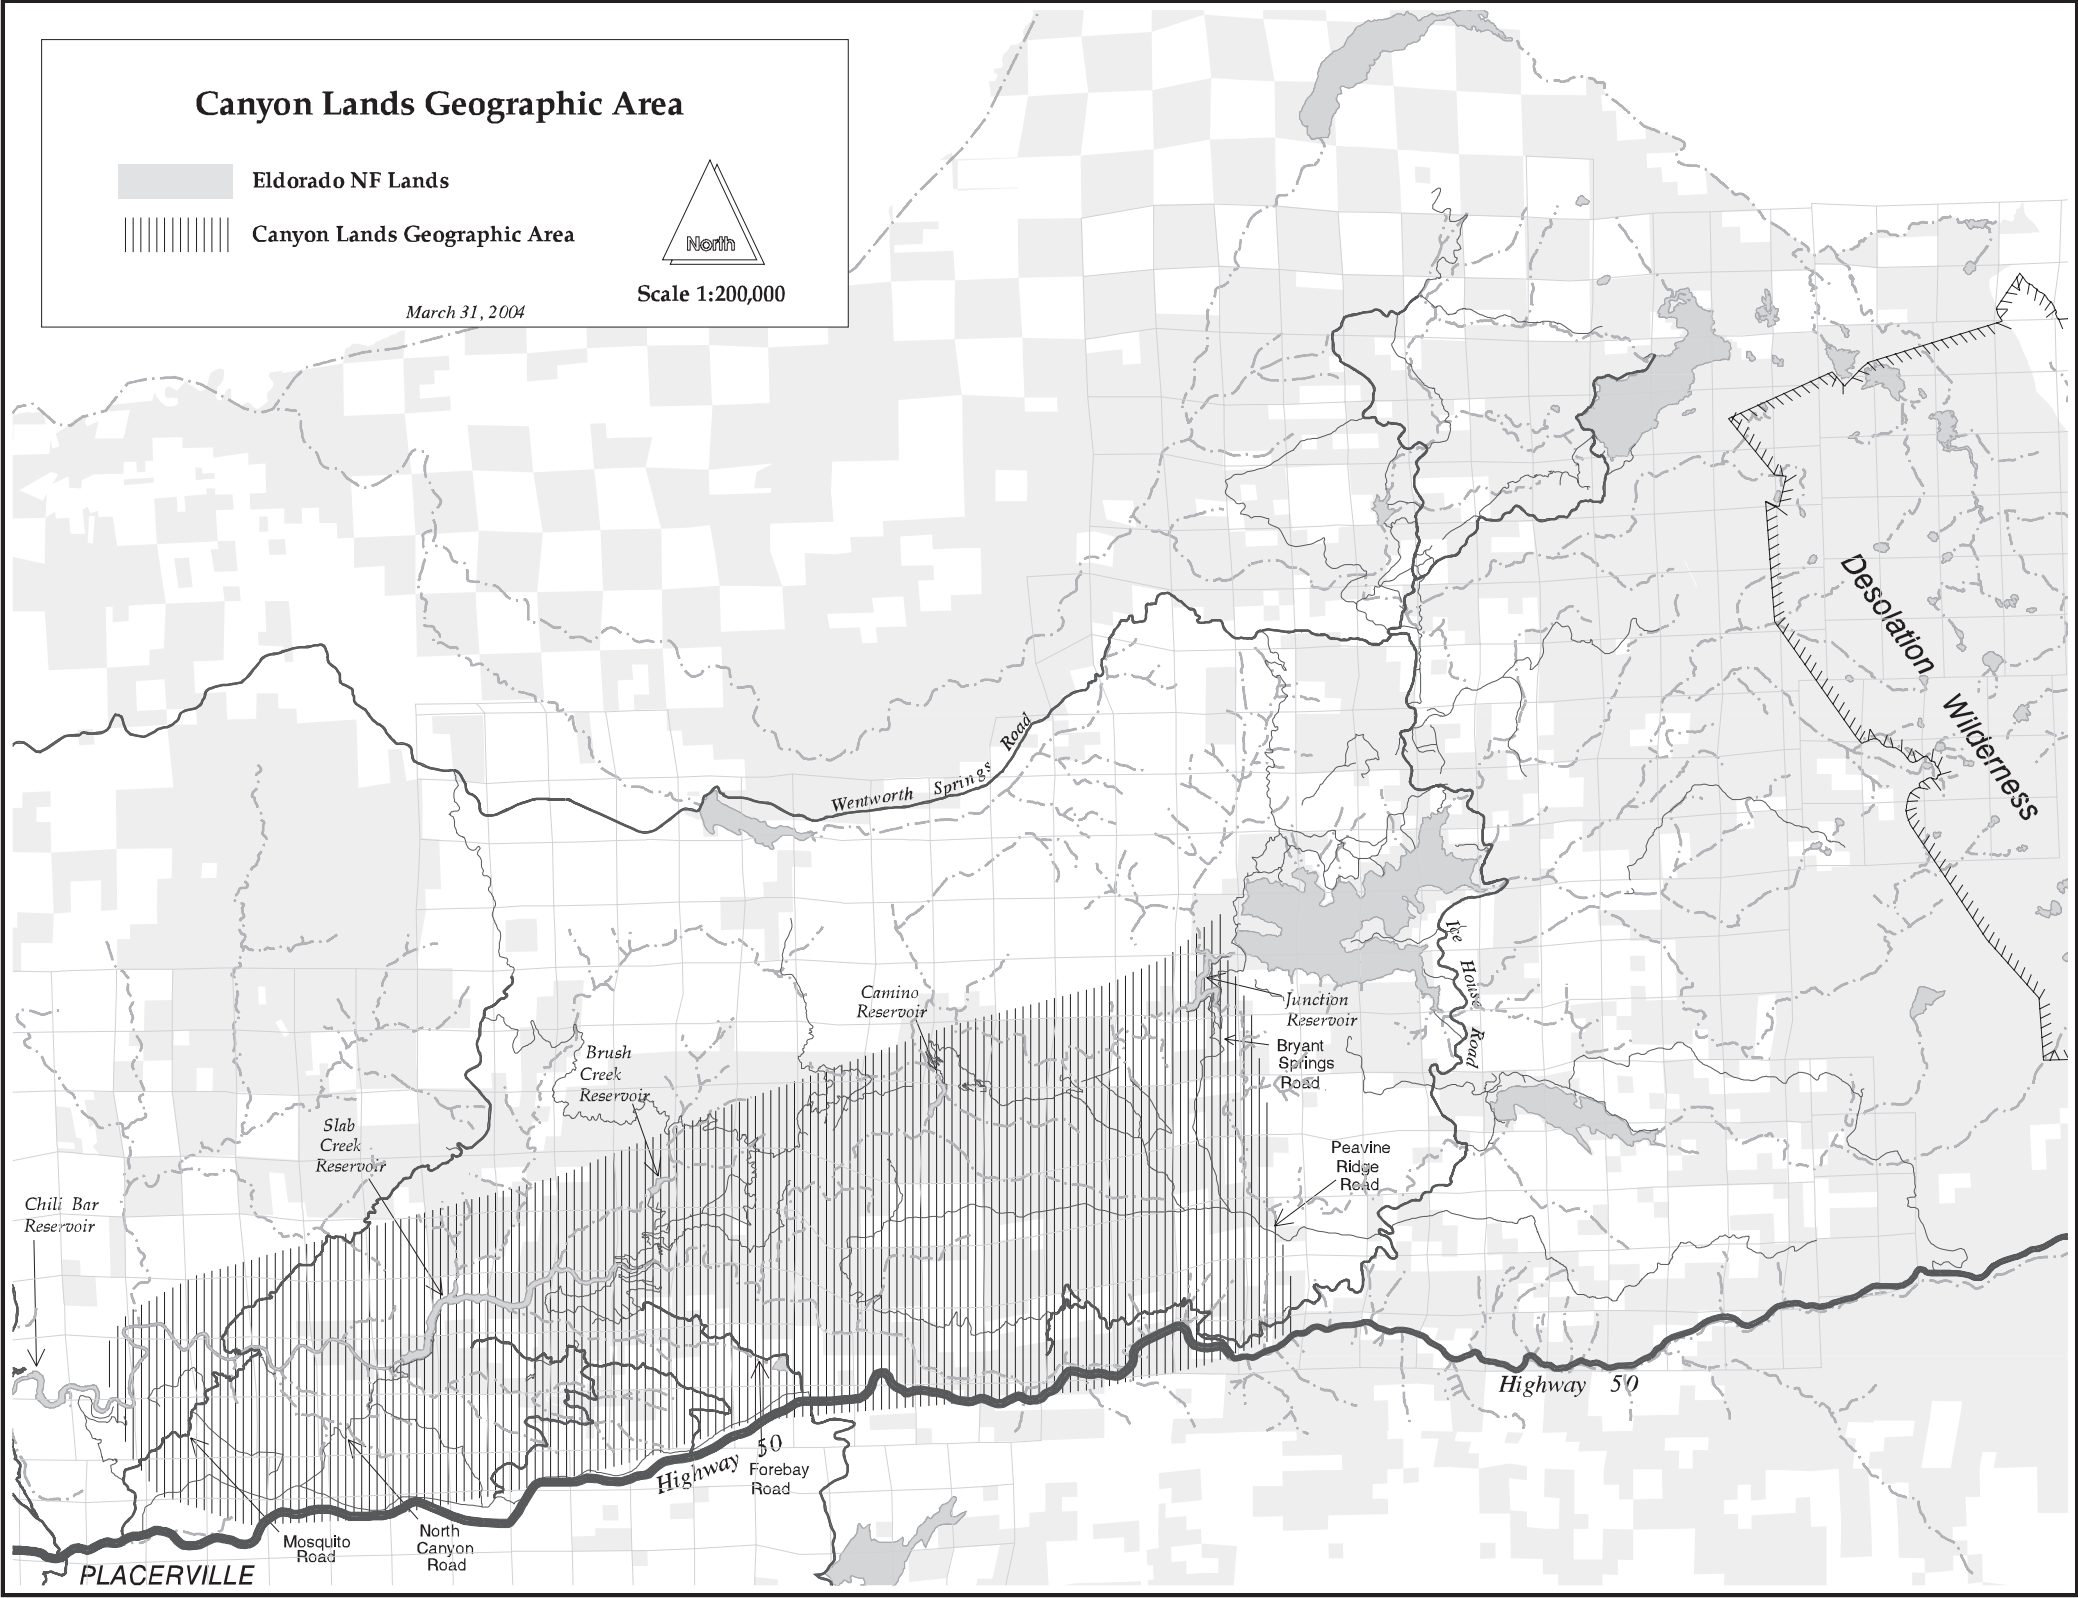 Canyon Lands Geographic Area
Eldorado NF Lands
Canyon Lands Geographic Area
North
Scale 1:200,000
March 31, 2004
Desolation Wilderness
Wentworth Springs Road
Ice House Road
Camino
Reservoir
Junction
Reservoir
Bryant
Springs
Road
Brush
Creek
Reservoir
Slab
Creek
Reservoir
Peavine
Ridge
Road
Chili Bar
Reservoir
Highway 50
Highway 50
Forebay
Road
Mosquito
Road
North
Canyon
Road
PLACERVILLE